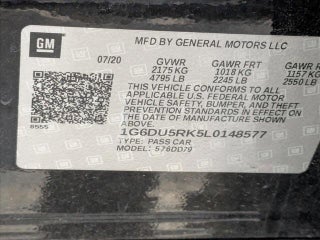 GM
MFD BY GENERAL MOTORS LLC
07/20 GVWR GAWR FRT GAWR RR
2175 KG 1018 KG 1157 KG
4795 LB 2245 LB 2550 LB
THIS VEHICLE CONFORMS TO ALL
APPLICABLE U.S. FEDERAL MOTOR
VEHICLE SAFETY, BUMPER, AND THEFT
PREVENTION STANDARDS IN EFFECT ON
THE DATE OF MANUFACTURE SHOWN
ABOVE.
8555
1G6DU5RK5L0148577
TYPE: PASS CAR
MODEL: 576DD79